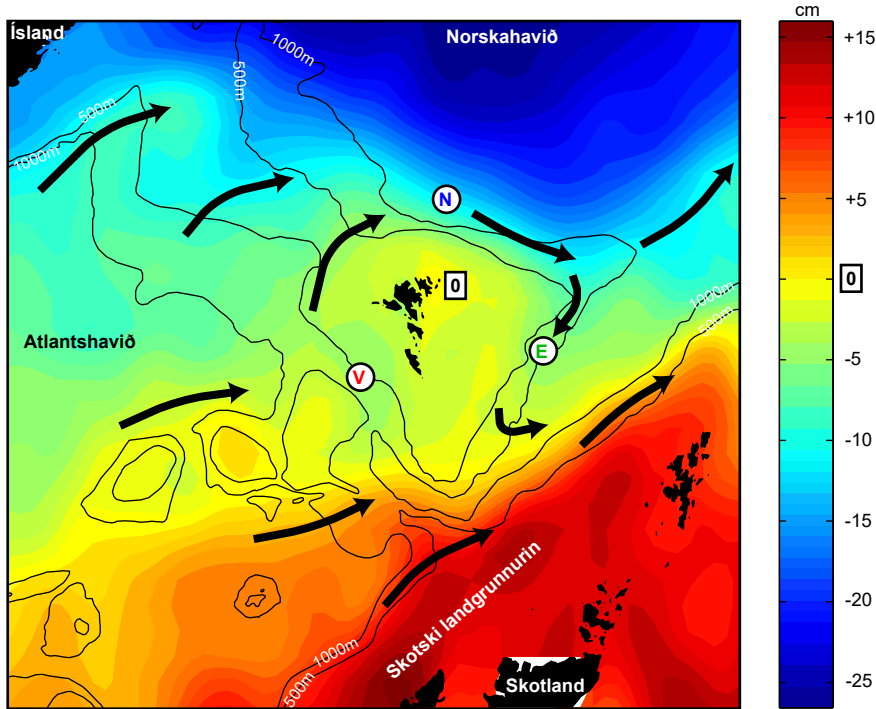 cm
Ísland
Norskahavið
1000m
500m
500m
1000m
N
0
1000m
500m
E
V
Atlantshavið
Skotski landgrunnurin
1000m
500m
Skotland
+15
+10
+5
0
-5
-10
-15
-20
-25